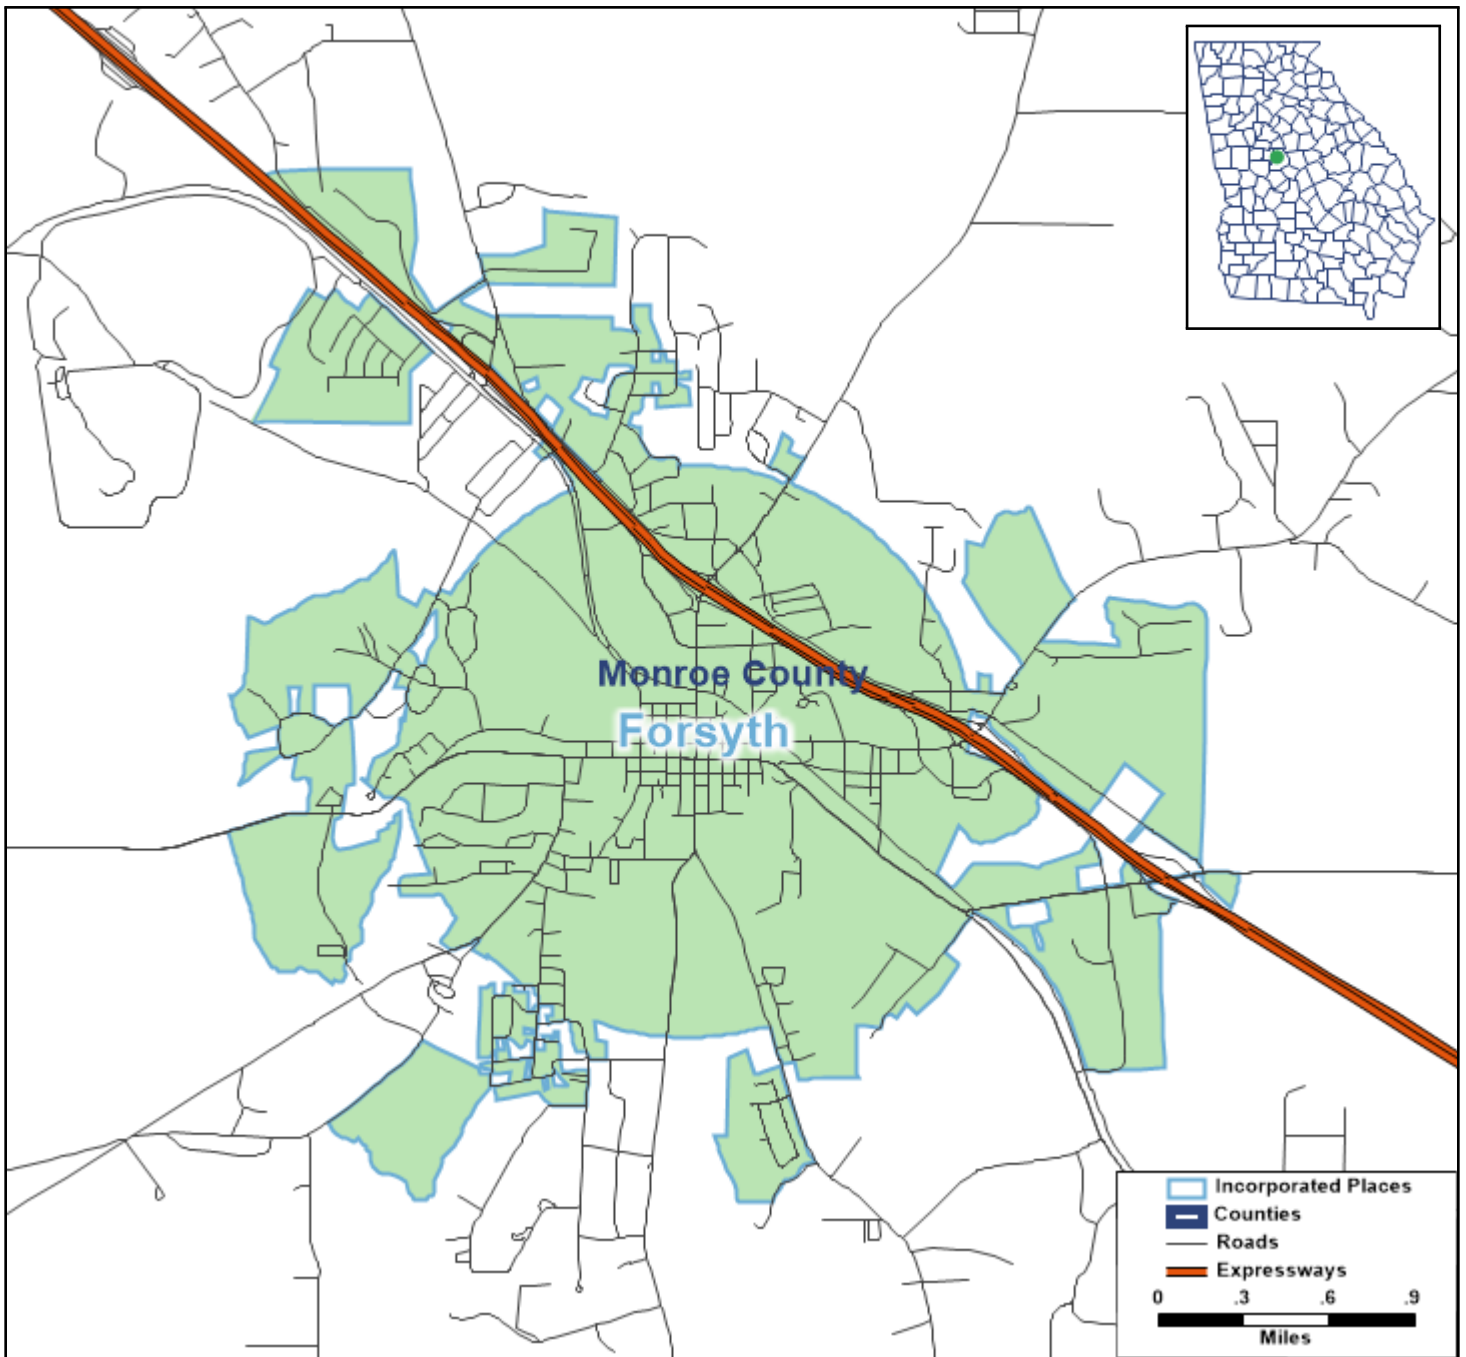 Monroe County
Forsyth
Incorporated Places
Counties
Roads
Expressways
0 .3 .6 .9
Miles